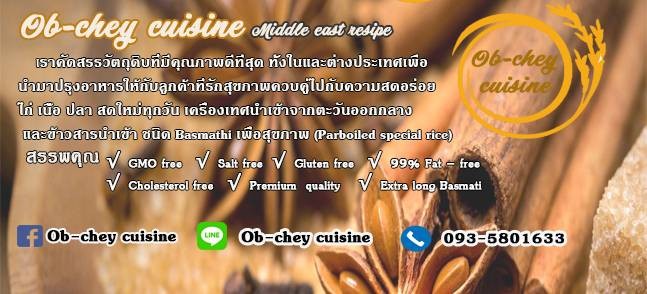 Ob-chey cuisine Middle east resipe
เราคัดสรรวัตถุดิบที่มีคุณภาพดีที่สุด ทั้งในและต่างประเทศเพื่อ
นำมาปรุงอาหารให้กับลูกค้าที่รักสุขภาพควบคู่ไปกับความสดอร่อย
ไก่ เนื้อ ปลา สดใหม่ทุกวัน เครื่องเทศนำเข้าจากตะวันออกกลาง
และข้าวสารนำเข้า ชนิด Basmathi เพื่อสุขภาพ (Parboiled special rice)
สรรพคุณ √ GMO free √ Salt free √ Gluten free √ 99% Fat - free
√ Cholesterol free √ Premium quality √ Extra long Basmati
Ob-chey
cuisine
Ob-chey cuisine LINE Ob-chey cuisine 093-5801633